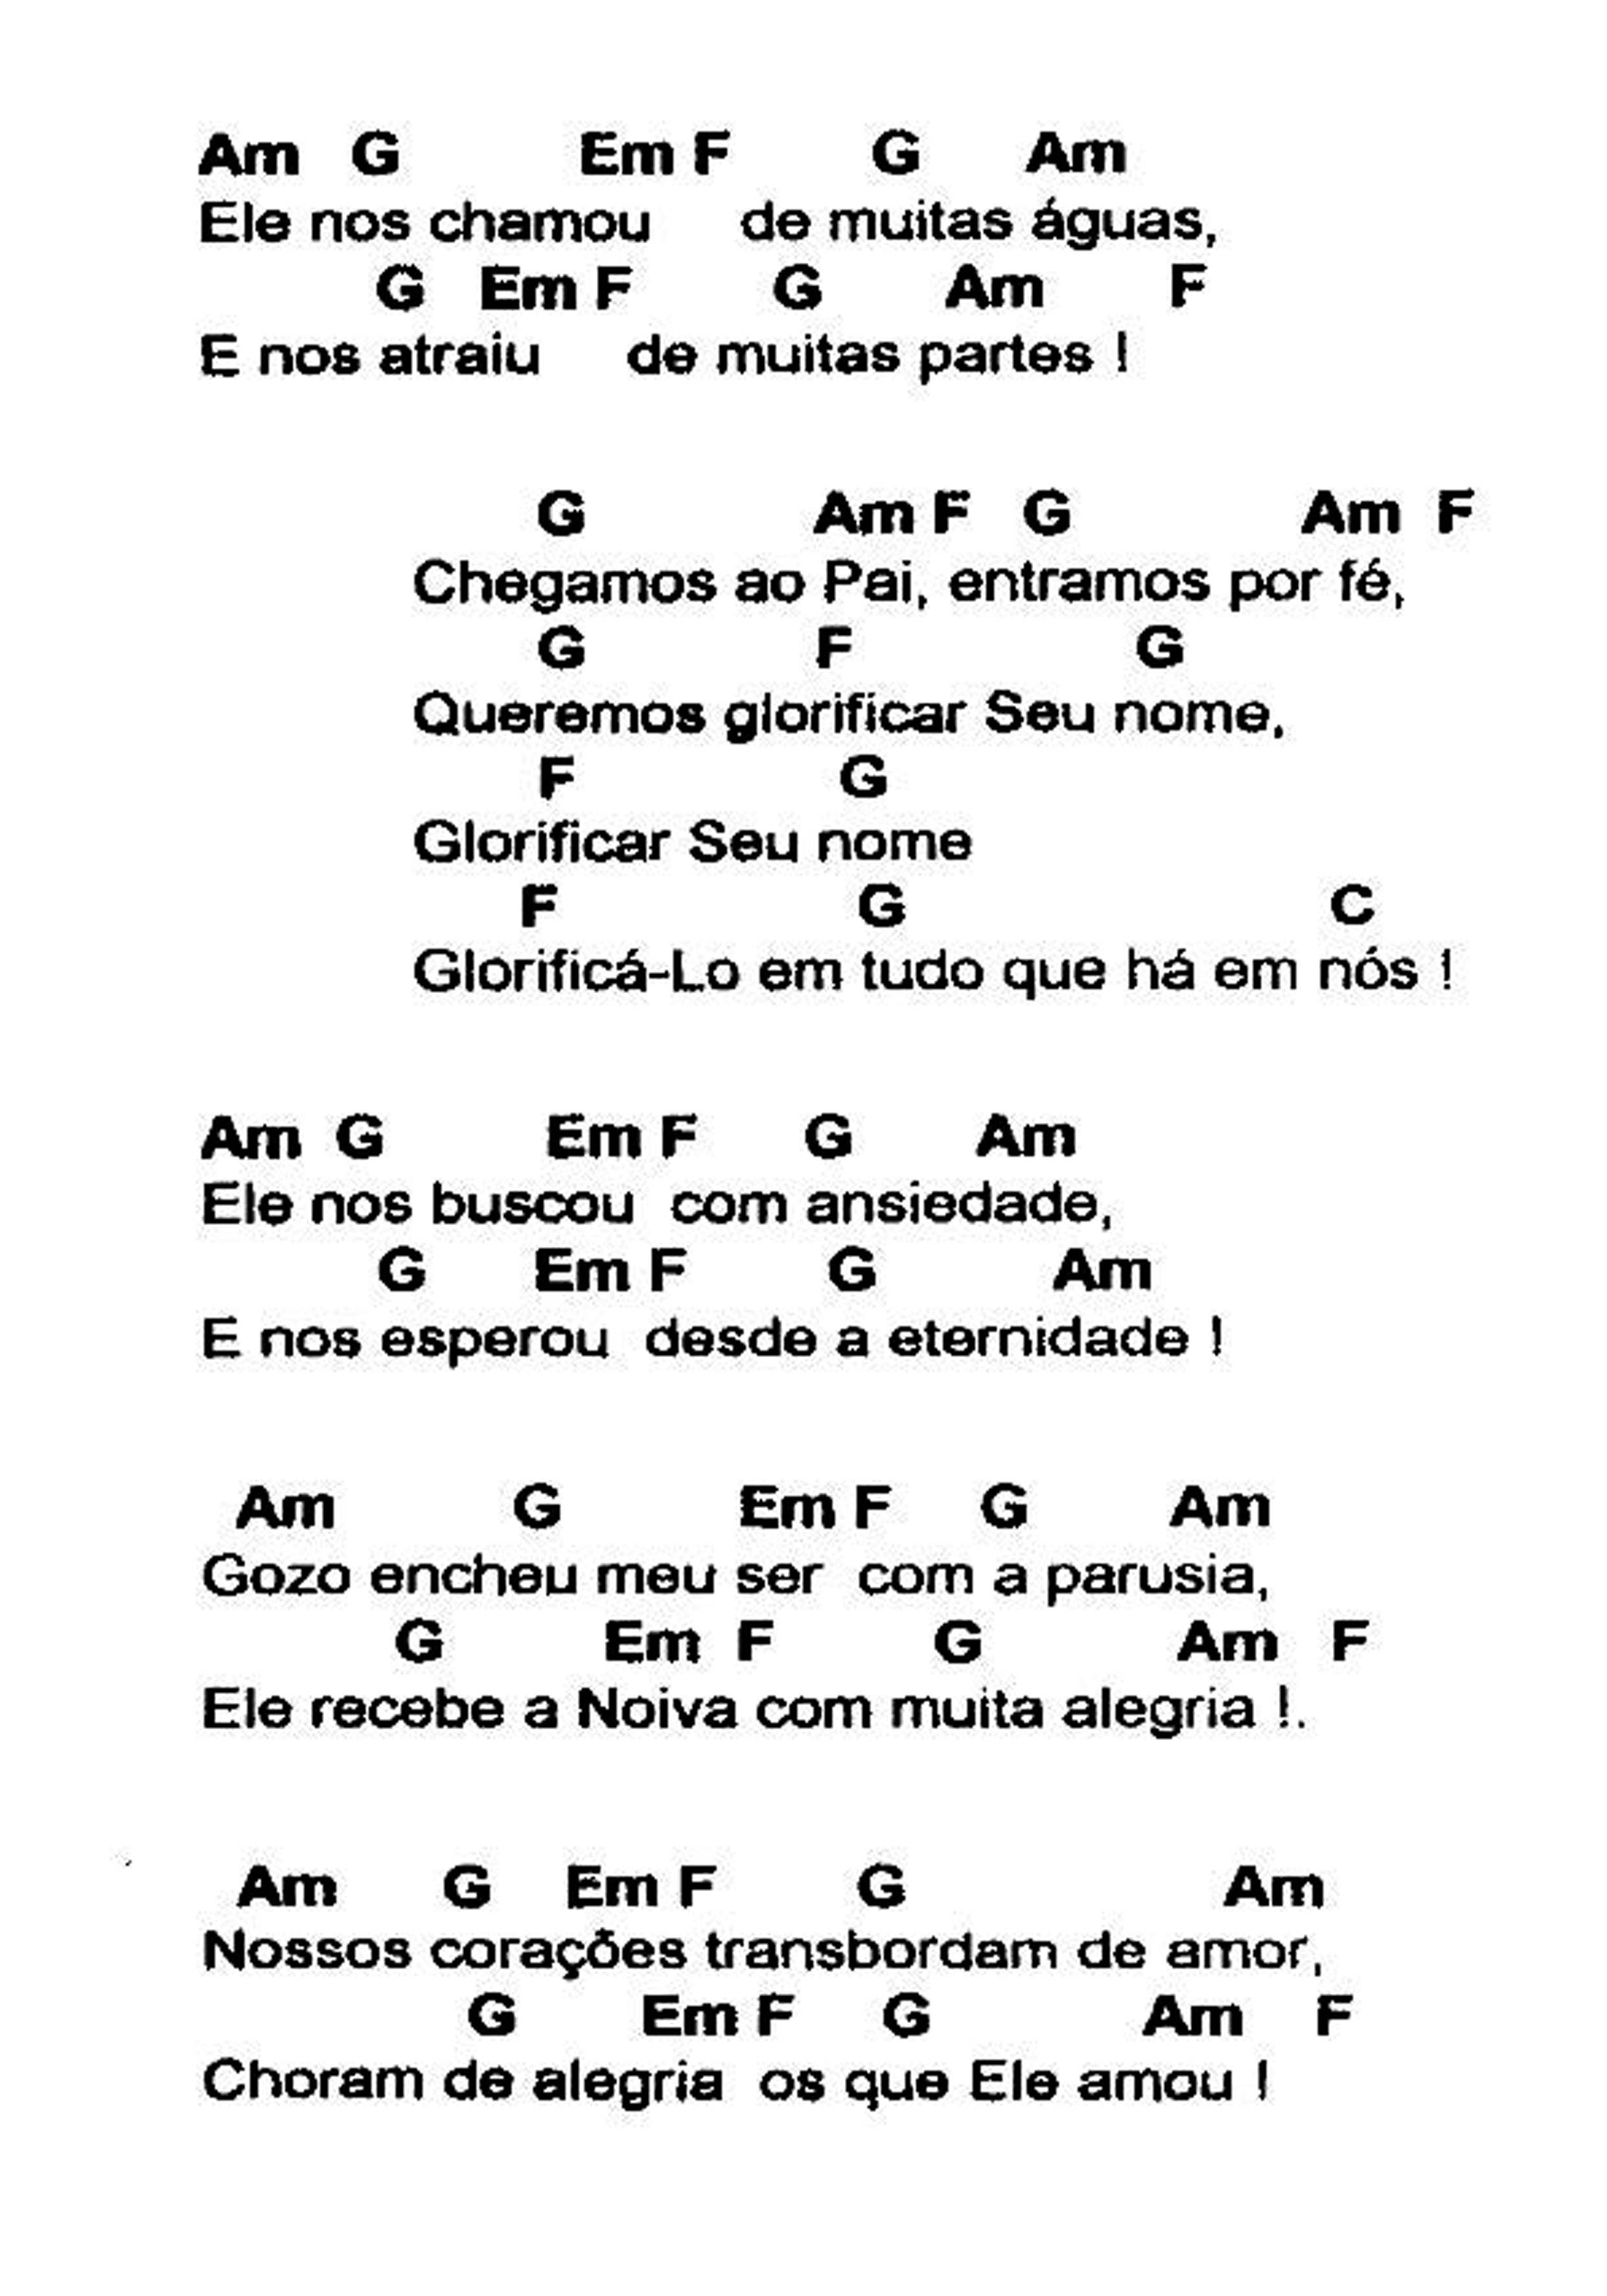 Am G Em F G Am
Ele nos chamou de muitas águas,
G Em F G Am F
E nos atraiu de muitas partes !
G Am F G Am F
Chegamos ao Pai, entramos por fé,
G F G
Queremos glorificar Seu nome,
F G
Glorificar Seu nome
F G C
Glorificá-Lo em tudo que há em nós !
Am G Em F G Am
Ele nos buscou com ansiedade,
G Em F G Am
E nos esperou desde a eternidade !
Am G Em F G Am
Gozo encheu meu ser com a parusia,
G Em F G Am F
Ele recebe a Noiva com muita alegria !.
Am G Em F G Am
Nossos corações transbordam de amor,
G Em F G Am F
Choram de alegria os que Ele amou !